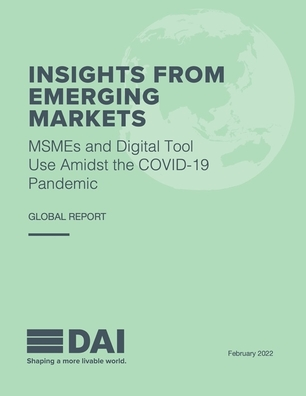 INSIGHTS FROM
EMERGING
MARKETS
MSMEs and Digital Tool
Use Amidst the COVID-19
Pandemic
GLOBAL REPORT
DAI
Shaping a more livable world.
February 2022